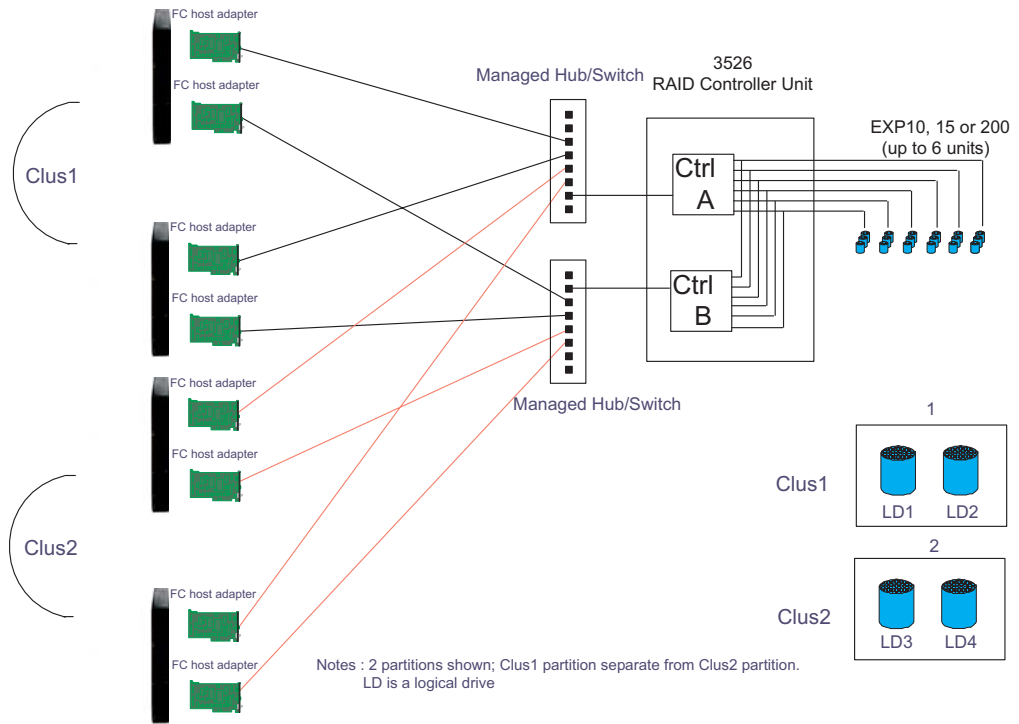 FC host adapter
FC host adapter
Clus1
FC host adapter
FC host adapter
FC host adapter
FC host adapter
Clus2
FC host adapter
FC host adapter
Managed Hub/Switch
3526
RAID Controller Unit
EXP10, 15 or 200
(up to 6 units)
Ctrl
A
Ctrl
B
Managed Hub/Switch
1
Clus1
LD1 LD2
2
Clus2
LD3 LD4
Notes : 2 partitions shown; Clus1 partition separate from Clus2 partition.
LD is a logical drive